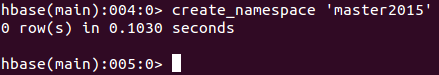 hbase(main):004:0> create_namespace 'master2015'
0 row(s) in 0.1030 seconds
hbase(main):005:0>